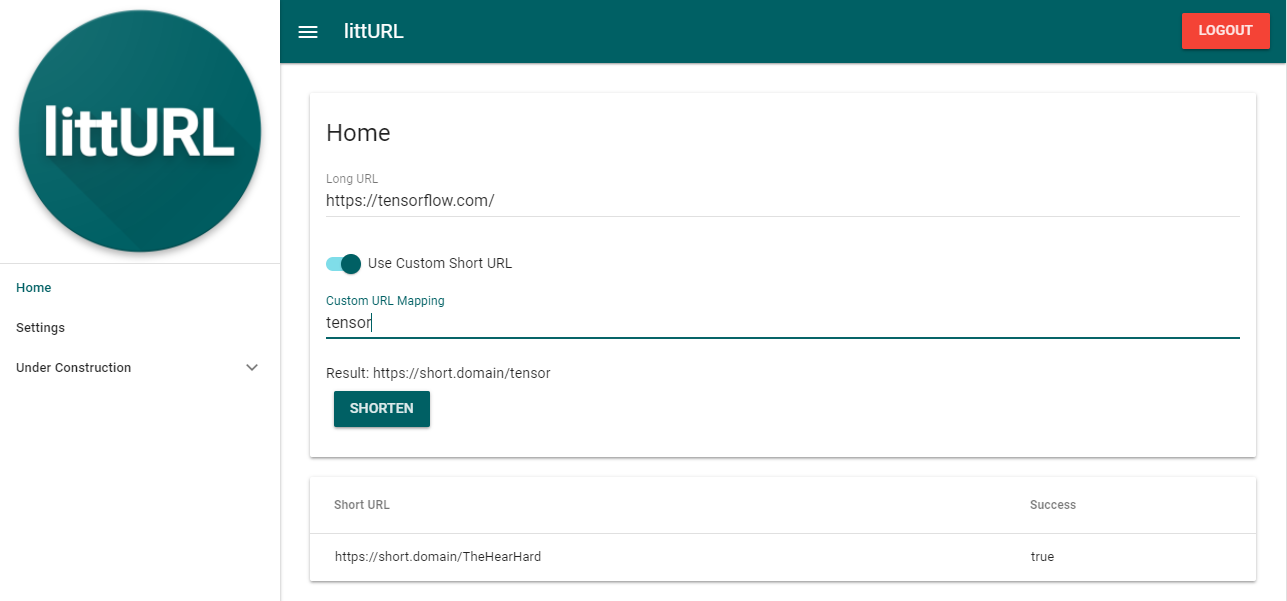 littURL
Home
Settings
Under Construction
littURL
LOGOUT
Home
Long URL
https://tensorflow.com/
Use Custom Short URL
Custom URL Mapping
tensor
Result: https://short.domain/tensor
SHORTEN
Short URL Success
https://short.domain/TheHearHard true